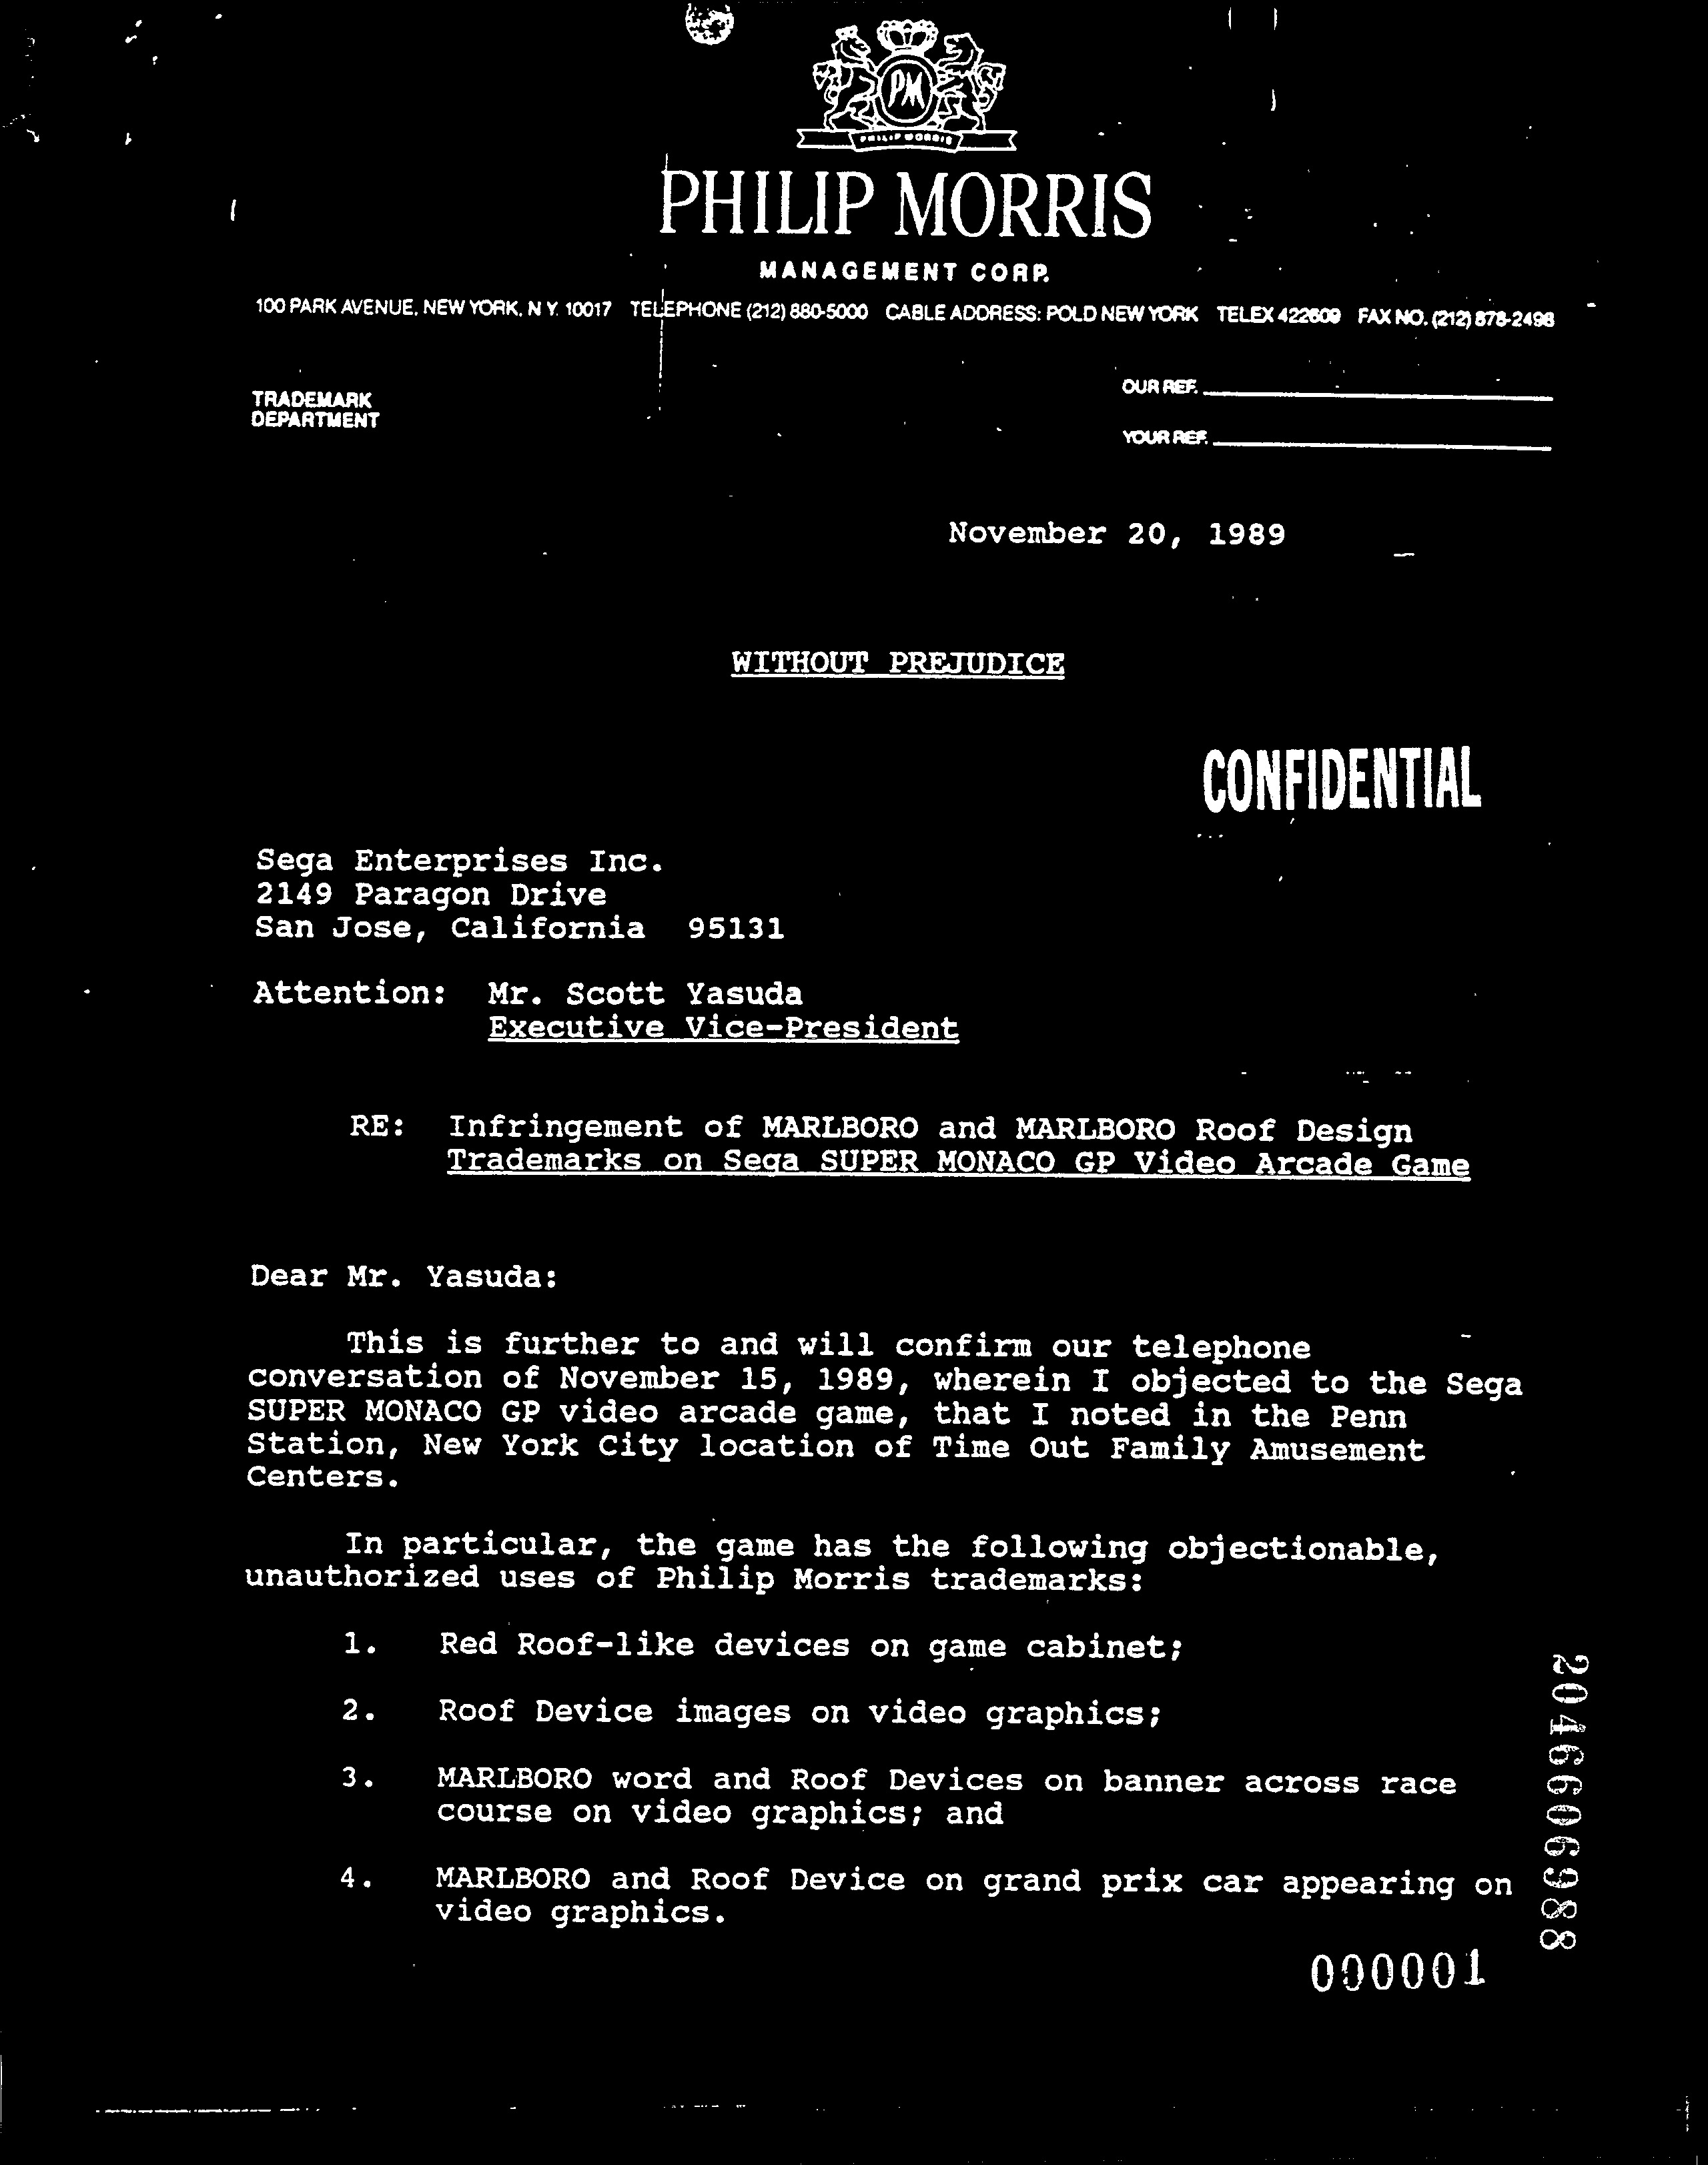 PM
PHILIP MORRIS
PHILIP MORRIS
MANAGEMENT CORP.
100 PARK AVENUE, NEW YORK, N.Y. 10017 TELEPHONE (212) 880-5000 CABLE ADDRESS: POLD NEW YORK TELEX 422609 FAX NO. (212) 878-2498
TRADEMARK
DEPARTMENT
OUR REF.
YOUR REF.
November 20, 1989
WITHOUT PREJUDICE
CONFIDENTIAL
Sega Enterprises Inc.
2149 Paragon Drive
San Jose, California 95131
Attention: Mr. Scott Yasuda
Executive Vice-President
RE: Infringement of MARLBORO and MARLBORO Roof Design
Trademarks on Sega SUPER MONACO GP Video Arcade Game
Dear Mr. Yasuda:
This is further to and will confirm our telephone
conversation of November 15, 1989, wherein I objected to the Sega
SUPER MONACO GP video arcade game, that I noted in the Penn
Station, New York City location of Time Out Family Amusement
Centers.
In particular, the game has the following objectionable,
unauthorized uses of Philip Morris trademarks:
1. Red Roof-like devices on game cabinet;
2. Roof Device images on video graphics;
3. MARLBORO word and Roof Devices on banner across race
course on video graphics; and
4. MARLBORO and Roof Device on grand prix car appearing on
video graphics.
2046606988
000001